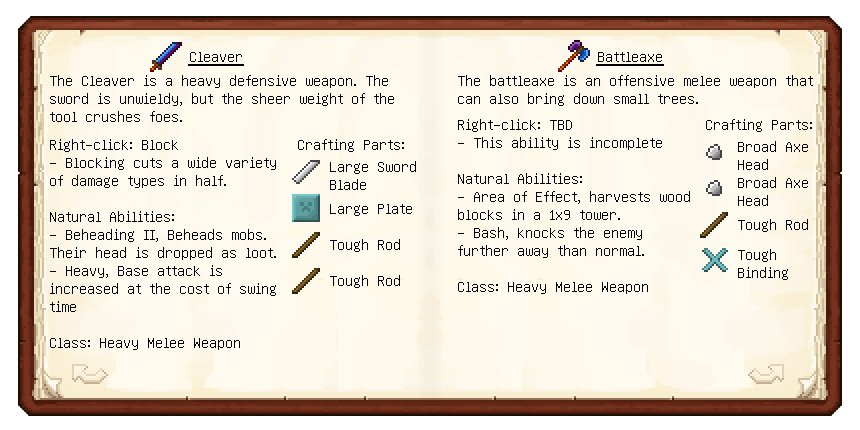 Cleaver
The Cleaver is a heavy defensive weapon. The
sword is unwieldy, but the sheer weight of the
tool crushes foes.
Right-click: Block
- Blocking cuts a wide variety
of damage types in half.
Natural Abilities:
- Beheading II, Beheads mobs.
Their head is dropped as loot.
- Heavy, Base attack is
increased at the cost of swing
time
Class: Heavy Melee Weapon
Crafting Parts:
Large Sword
Blade
Large Plate
Tough Rod
Tough Rod
Battleaxe
The battleaxe is an offensive melee weapon that
can also bring down small trees.
Right-click: TBD
- This ability is incomplete
Natural Abilities:
- Area of Effect, harvests wood
blocks in a 1x9 tower.
- Bash, knocks the enemy
further away than normal.
Class: Heavy Melee Weapon
Crafting Parts:
Broad Axe
Head
Broad Axe
Head
Tough Rod
Tough
Binding